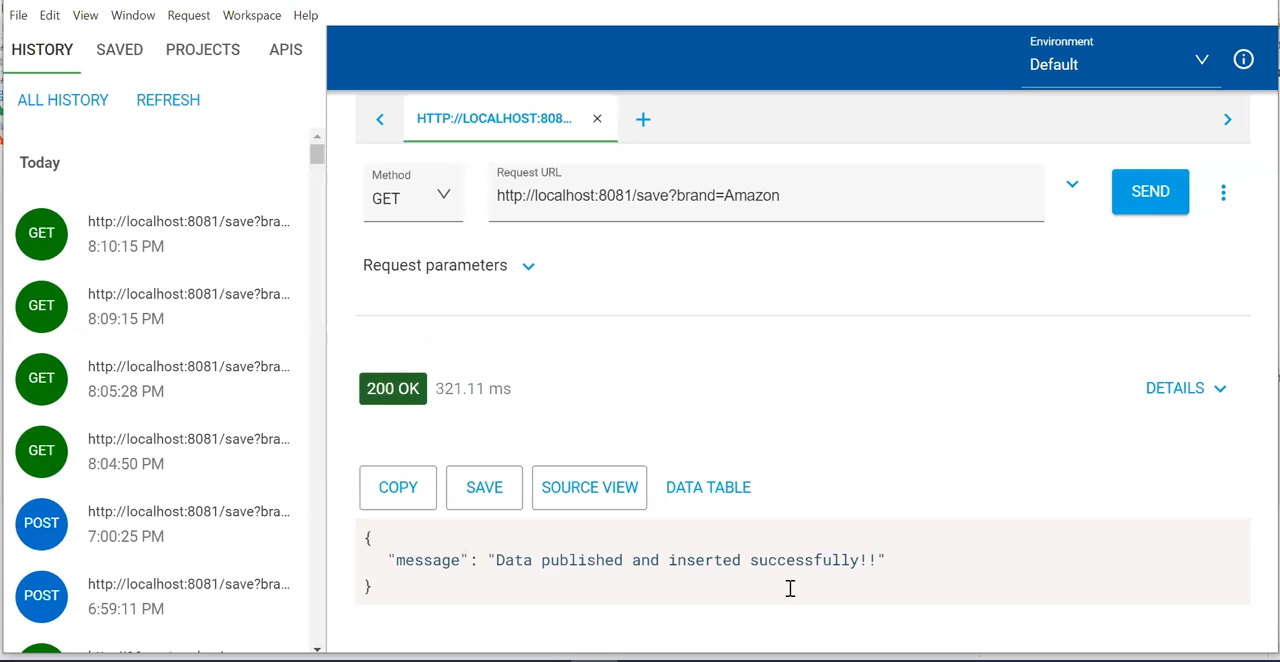 File Edit View Window Request Workspace Help
HISTORY SAVED PROJECTS APIS
ALL HISTORY REFRESH
Today
GET http://localhost:8081/save?bra...
8:10:15 PM
GET http://localhost:8081/save?bra...
8:09:15 PM
GET http://localhost:8081/save?bra...
8:05:28 PM
GET http://localhost:8081/save?bra...
8:04:50 PM
POST http://localhost:8081/save?bra...
7:00:25 PM
POST http://localhost:8081/save?bra...
6:59:11 PM
Environment
Default
HTTP://LOCALHOST:808...
Method
GET
Request URL
http://localhost:8081/save?brand=Amazon
SEND
Request parameters
200 OK 321.11 ms
DETAILS
COPY SAVE SOURCE VIEW DATA TABLE
{
"message": "Data published and inserted successfully!!"
}